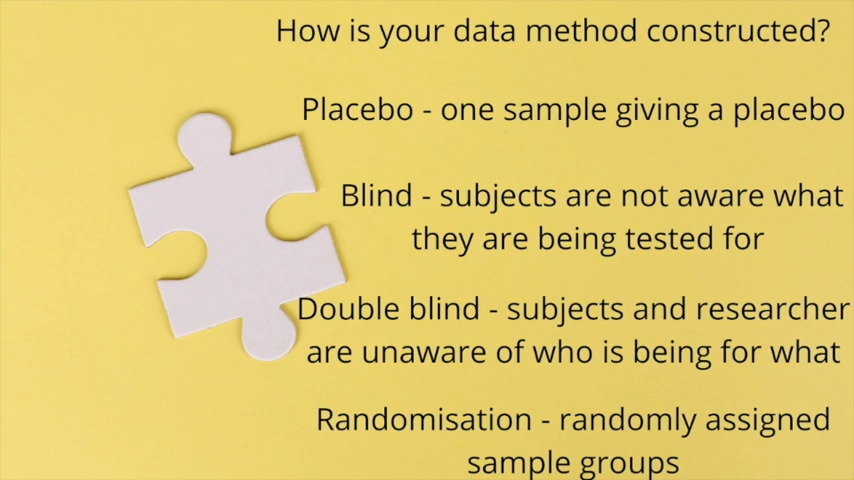 How is your data method constructed?
Placebo - one sample giving a placebo
Blind - subjects are not aware what
they are being tested for
Double blind - subjects and researcher
are unaware of who is being for what
Randomisation - randomly assigned
sample groups